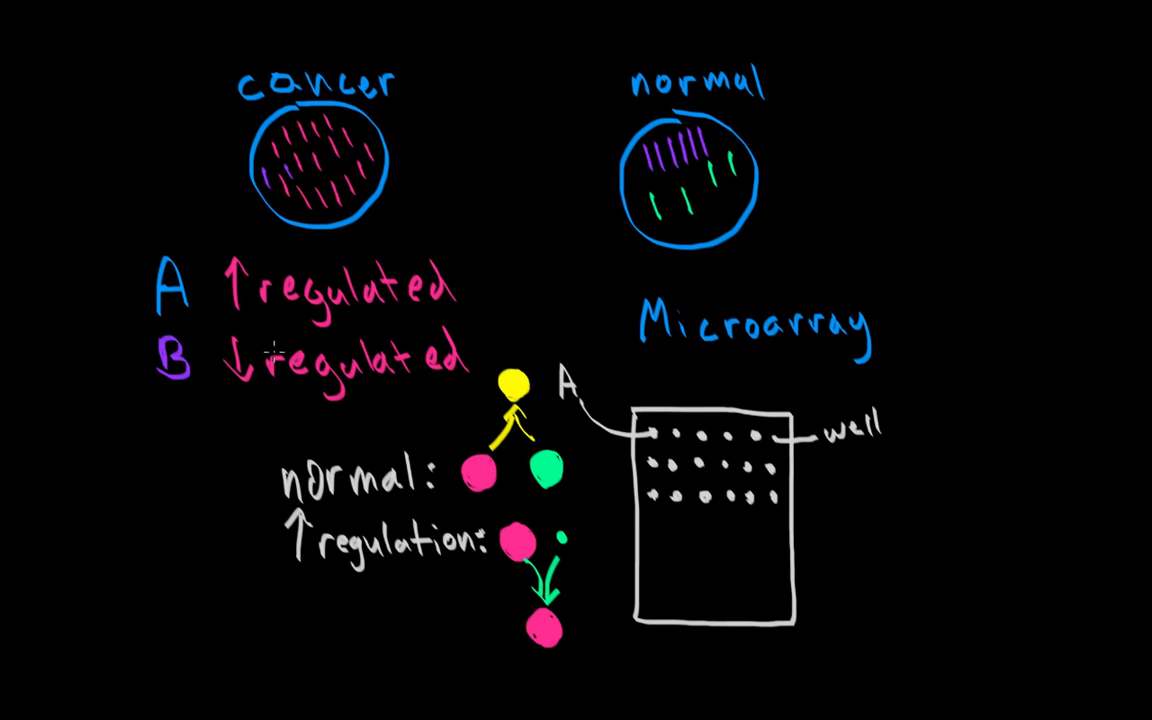 cancer
normal
A ↑regulated
B ↓regulated
Microarray
A
well
normal:
↑regulation: